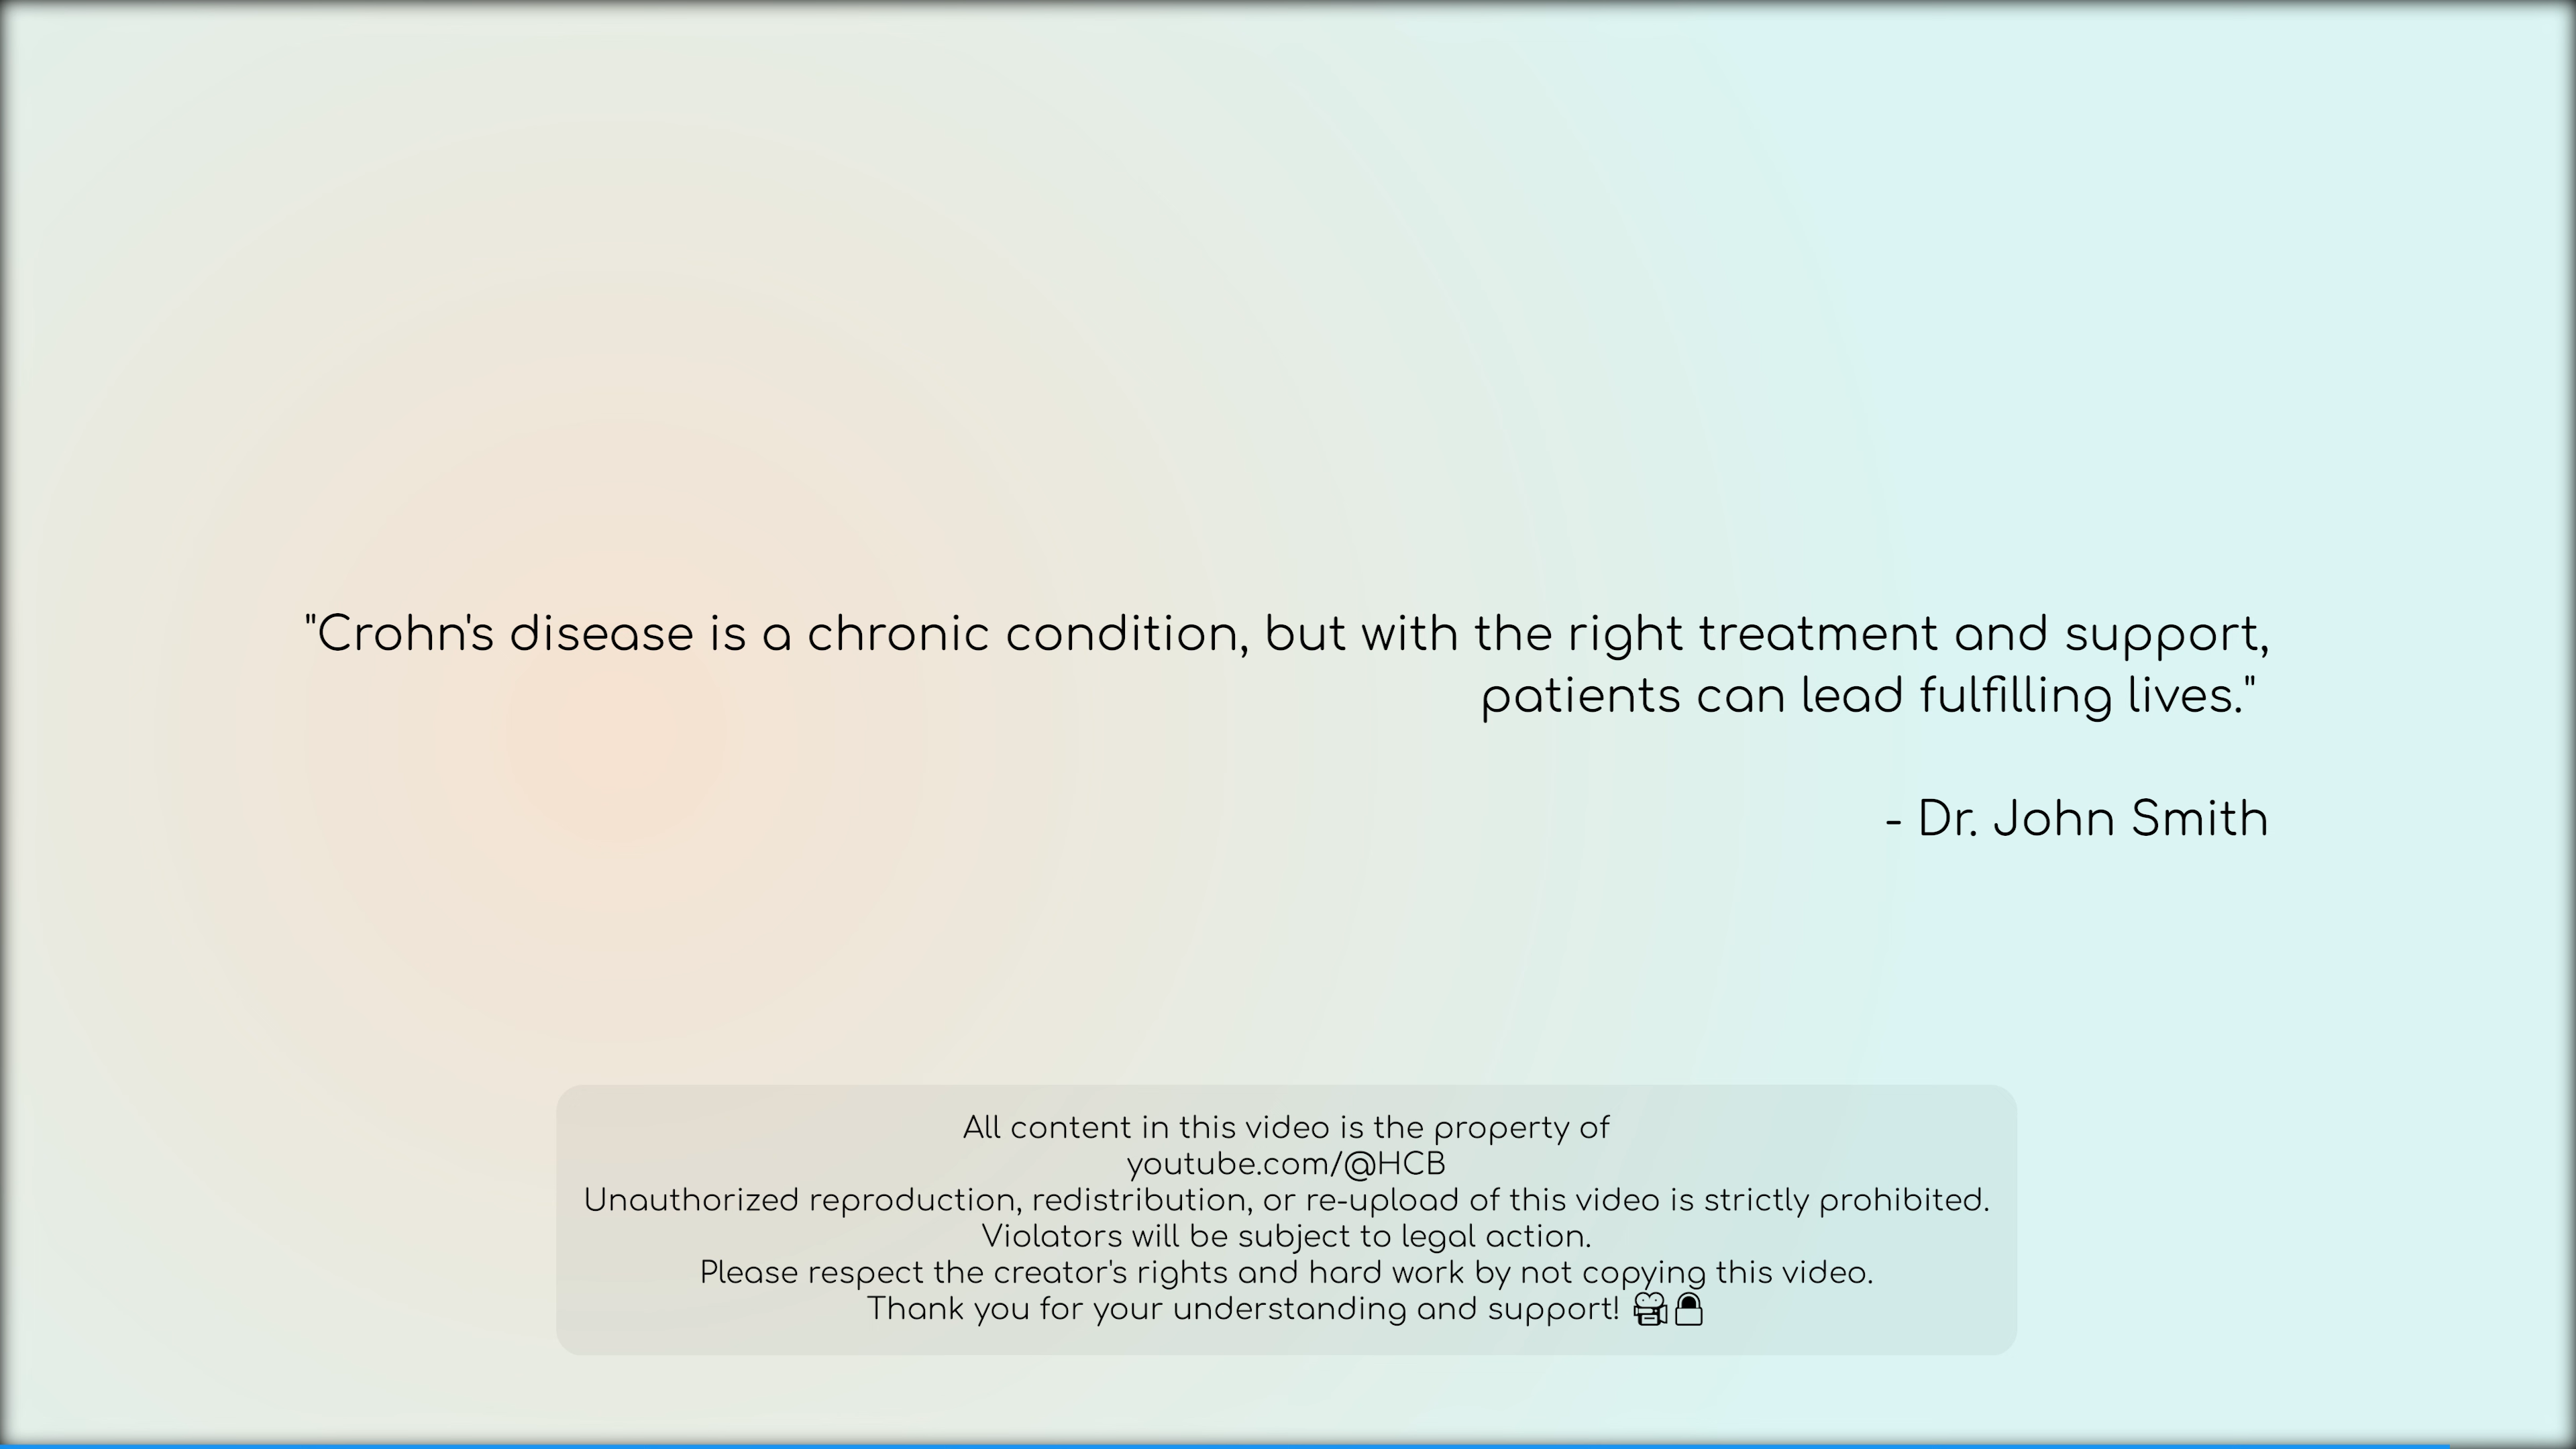 "Crohn's disease is a chronic condition, but with the right treatment and support,
patients can lead fulfilling lives."
- Dr. John Smith
All content in this video is the property of
youtube.com/@HCB
Unauthorized reproduction, redistribution, or re-upload of this video is strictly prohibited.
Violators will be subject to legal action.
Please respect the creator's rights and hard work by not copying this video.
Thank you for your understanding and support! 🎥🔒